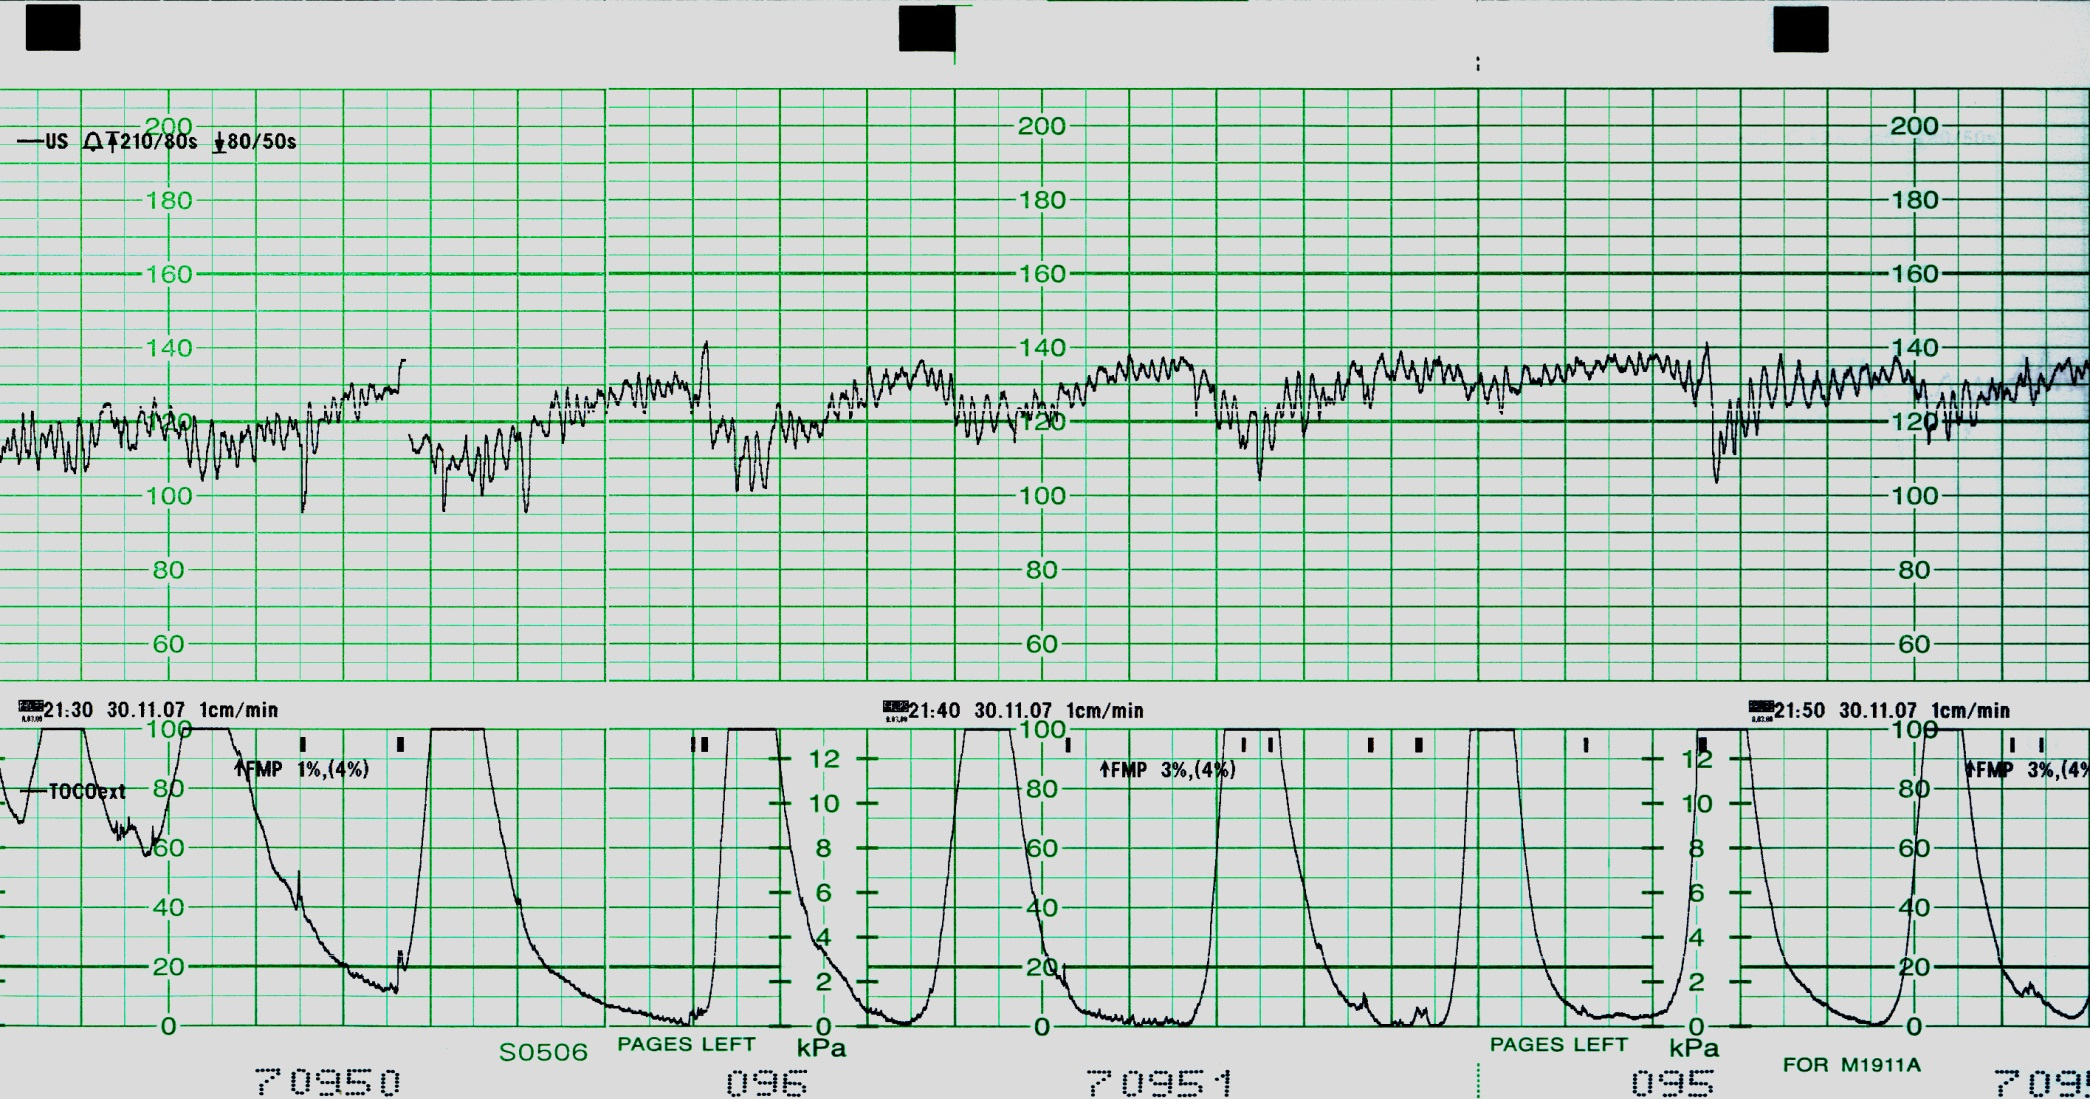 200 200 200
US 210/80s 80/50s
180 180 180
160 160 160
140 140 140
120 120 120
100 100 100
80 80 80
60 60 60
21:30 30.11.07 1cm/min 21:40 30.11.07 1cm/min 21:50 30.11.07 1cm/min
100 100 100
12 12
↑FMP 1%,(4%) ↑FMP 3%,(4%) ↑FMP 3%,(4%
TOCOext 80 80 80
10 10
60 8 60 8
6 6
40 40 40
4 4
20 20 20
2 2
0 0 0 0 0
S0506 PAGES LEFT kPa PAGES LEFT kPa FOR M1911A
70950 096 70951 095 709